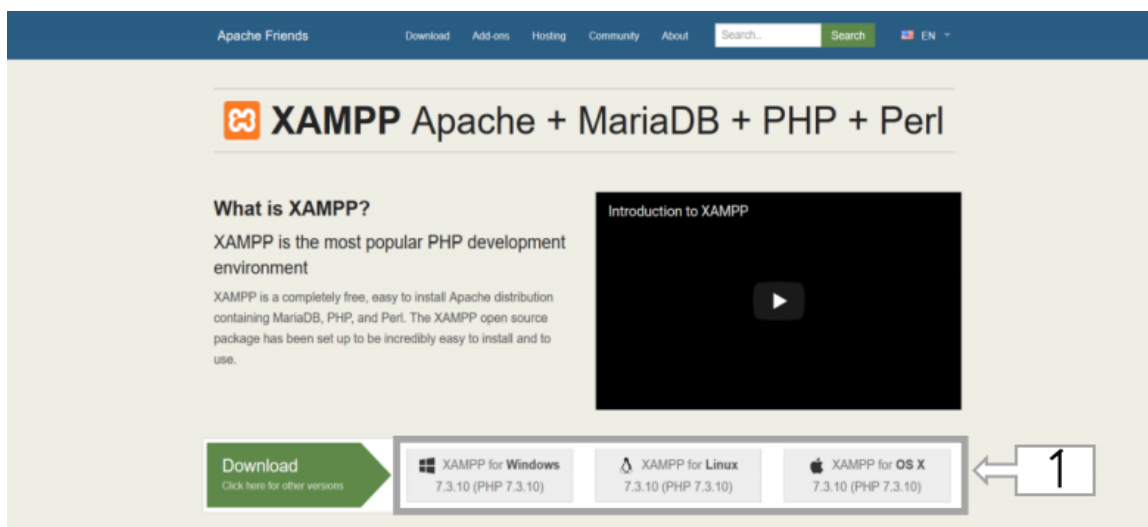 Apache Friends Download Add-ons Hosting Community About Search... Search EN
XAMPP Apache + MariaDB + PHP + Perl
What is XAMPP?
XAMPP is the most popular PHP development
environment
XAMPP is a completely free, easy to install Apache distribution
containing MariaDB, PHP, and Perl. The XAMPP open source
package has been set up to be incredibly easy to install and to
use.
Introduction to XAMPP
Download
Click here for other versions
XAMPP for Windows
7.3.10 (PHP 7.3.10)
XAMPP for Linux
7.3.10 (PHP 7.3.10)
XAMPP for OS X
7.3.10 (PHP 7.3.10)
1